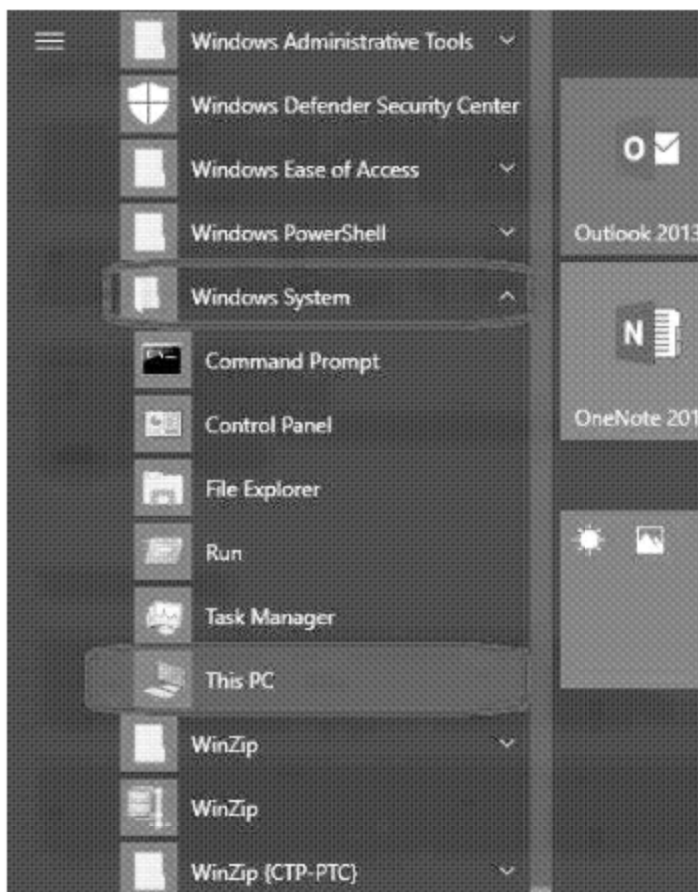 Windows Administrative Tools
Windows Defender Security Center
Windows Ease of Access
Windows PowerShell
Windows System
Command Prompt
Control Panel
File Explorer
Run
Task Manager
This PC
WinZip
WinZip
WinZip (CTP-PTC)
Outlook 2013
OneNote 201